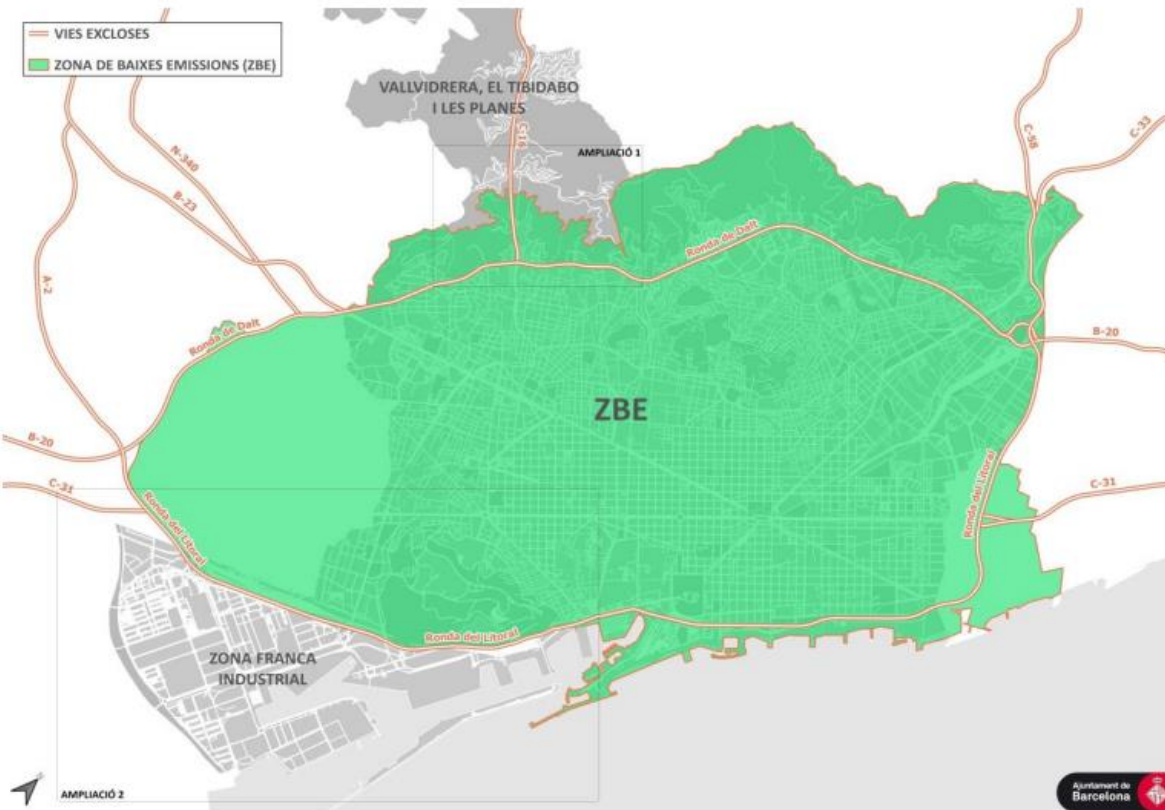 VIES EXCLOSES
ZONA DE BAIXES EMISSIONS (ZBE)
VALLVIDRERA, EL TIBIDABO
I LES PLANES
C-16
AMPLIACIÓ 1
C-58
C-33
N-340
B-23
A-2
Ronda de Dalt
Ronda de Dalt
B-20
ZBE
B-20
C-31
C-31
Ronda del Litoral
Ronda del Litoral
Ronda del Litoral
ZONA FRANCA
INDUSTRIAL
AMPLIACIÓ 2
Ajuntament de
Barcelona